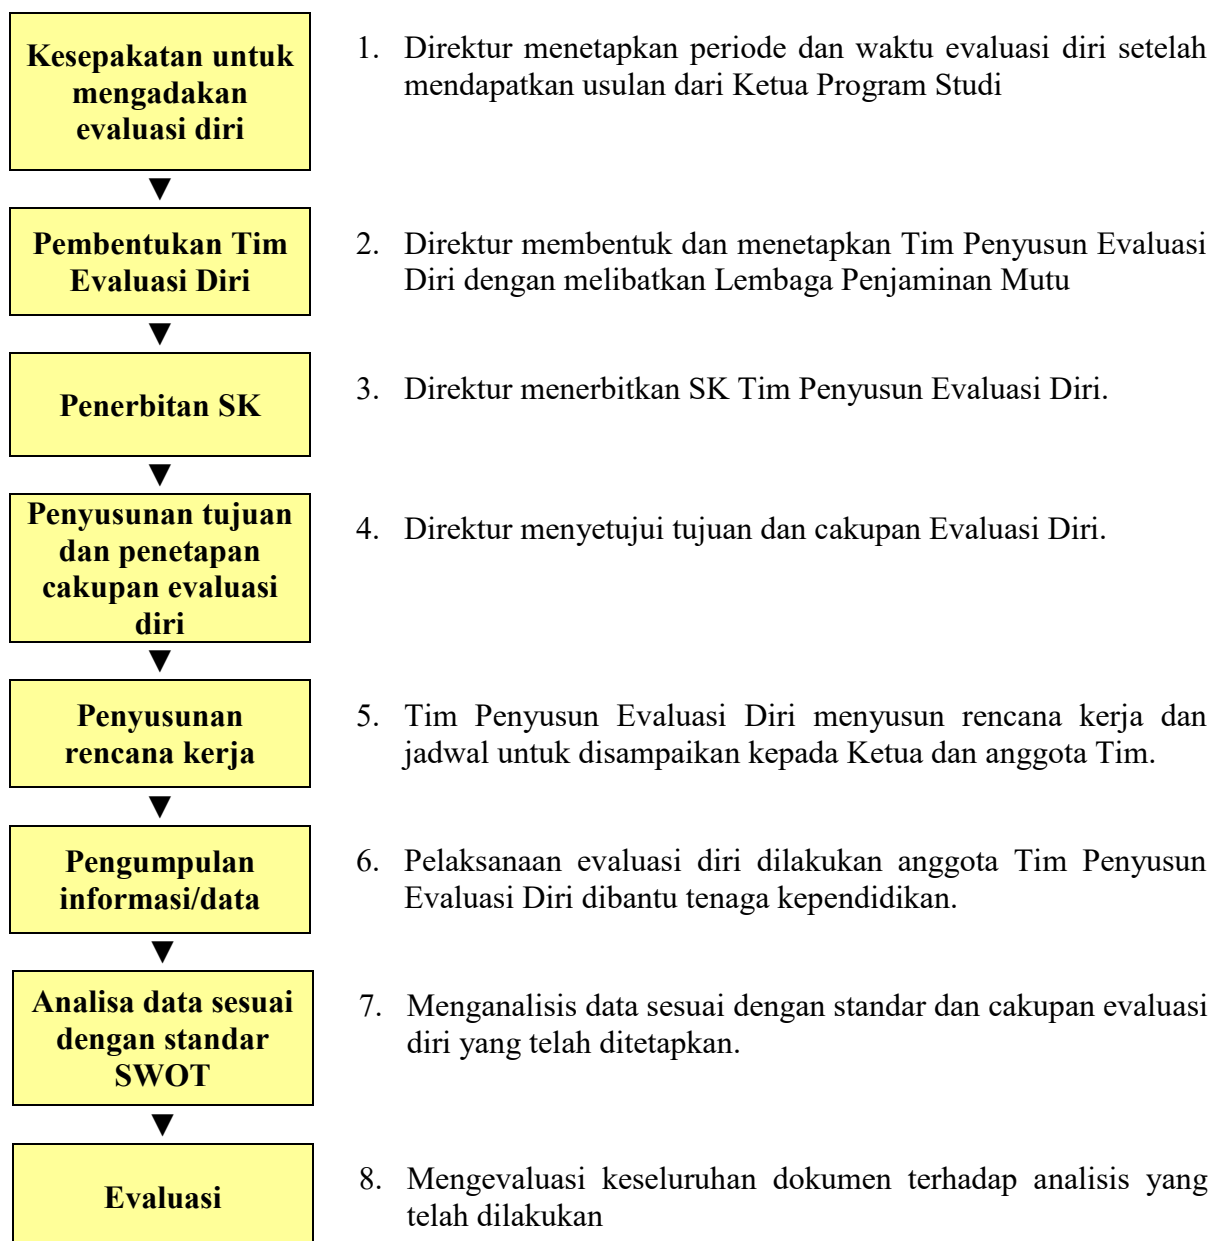 Kesepakatan untuk
mengadakan
evaluasi diri
1. Direktur menetapkan periode dan waktu evaluasi diri setelah
mendapatkan usulan dari Ketua Program Studi
▼
Pembentukan Tim
Evaluasi Diri
2. Direktur membentuk dan menetapkan Tim Penyusun Evaluasi
Diri dengan melibatkan Lembaga Penjaminan Mutu
▼
Penerbitan SK
3. Direktur menerbitkan SK Tim Penyusun Evaluasi Diri.
▼
Penyusunan tujuan
dan penetapan
cakupan evaluasi
diri
4. Direktur menyetujui tujuan dan cakupan Evaluasi Diri.
▼
Penyusunan
rencana kerja
5. Tim Penyusun Evaluasi Diri menyusun rencana kerja dan
jadwal untuk disampaikan kepada Ketua dan anggota Tim.
▼
Pengumpulan
informasi/data
6. Pelaksanaan evaluasi diri dilakukan anggota Tim Penyusun
Evaluasi Diri dibantu tenaga kependidikan.
▼
Analisa data sesuai
dengan standar
SWOT
7. Menganalisis data sesuai dengan standar dan cakupan evaluasi
diri yang telah ditetapkan.
▼
Evaluasi
8. Mengevaluasi keseluruhan dokumen terhadap analisis yang
telah dilakukan